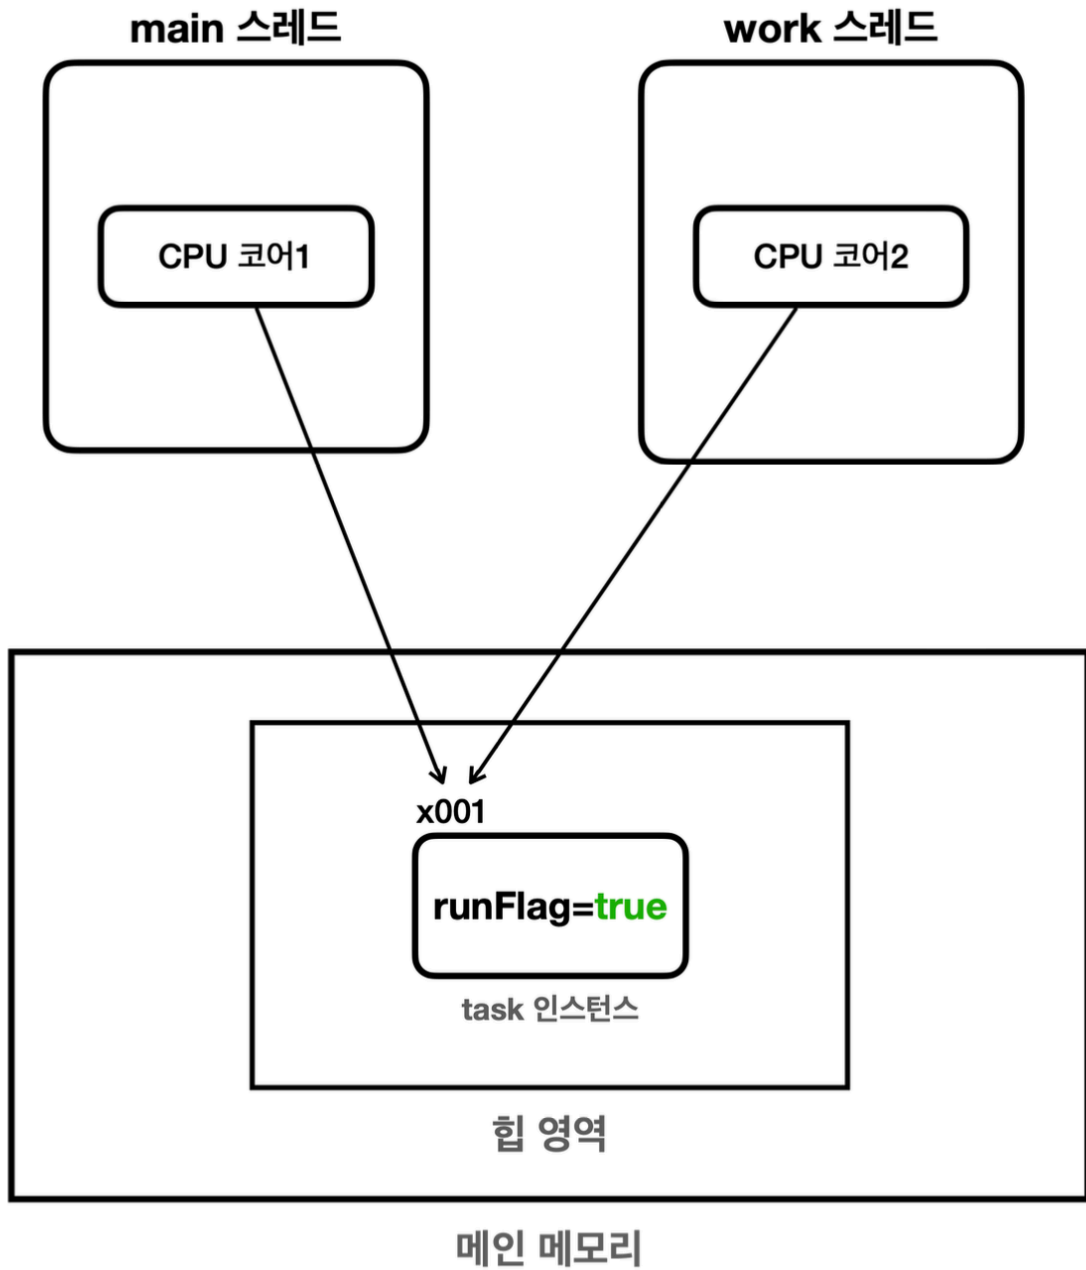 main 스레드
work 스레드
CPU 코어1
CPU 코어2
x001
runFlag=true
task 인스턴스
힙 영역
메인 메모리